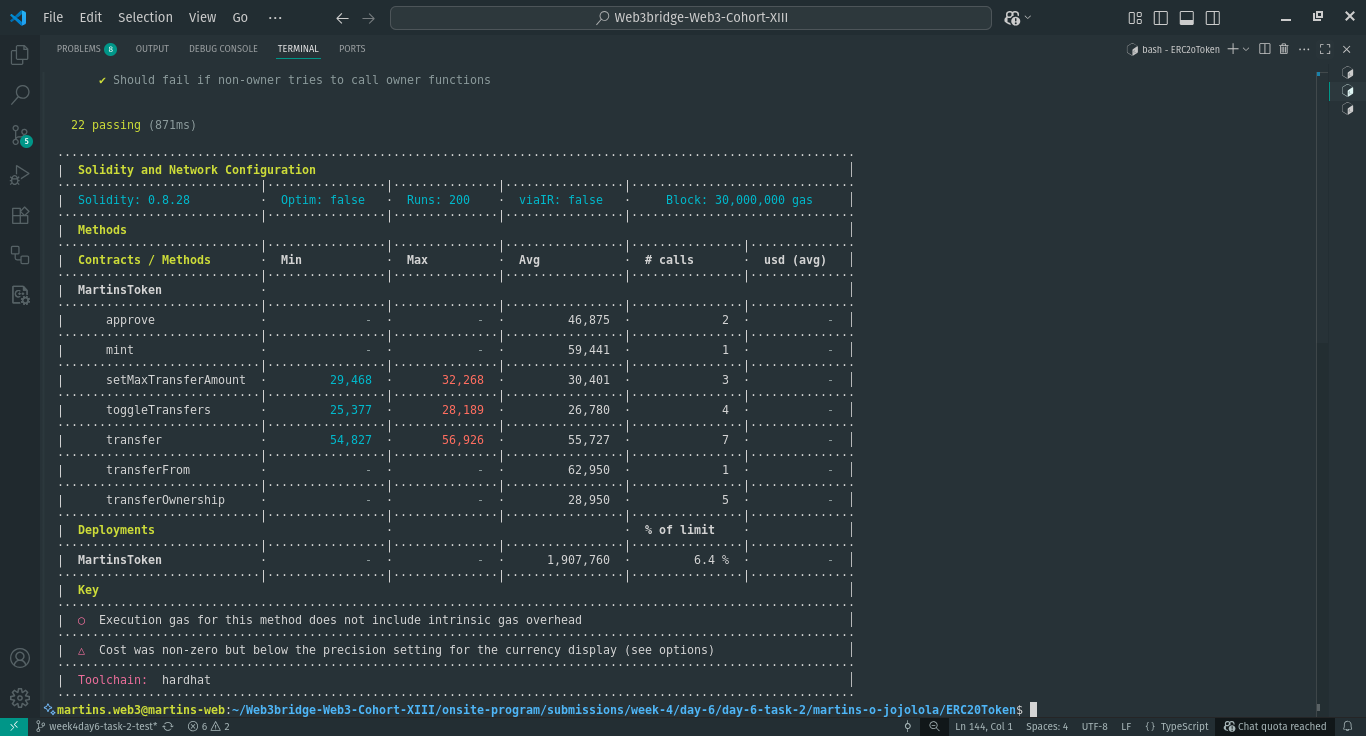 File Edit Selection View Go ··· Web3bridge-Web3-Cohort-XIII
PROBLEMS 8 OUTPUT DEBUG CONSOLE TERMINAL PORTS bash - ERC2oToken
✔ Should fail if non-owner tries to call owner functions
22 passing (871ms)
| Solidity and Network Configuration |
| Solidity: 0.8.28 · Optim: false · Runs: 200 · viaIR: false · Block: 30,000,000 gas |
| Methods |
| Contracts / Methods · Min · Max · Avg · # calls · usd (avg) |
| MartinsToken · |
| approve · - · - · 46,875 · 2 · - |
| mint · - · - · 59,441 · 1 · - |
| setMaxTransferAmount · 29,468 · 32,268 · 30,401 · 3 · - |
| toggleTransfers · 25,377 · 28,189 · 26,780 · 4 · - |
| transfer · 54,827 · 56,926 · 55,727 · 7 · - |
| transferFrom · - · - · 62,950 · 1 · - |
| transferOwnership · - · - · 28,950 · 5 · - |
| Deployments · · % of limit · |
| MartinsToken · - · - · 1,907,760 · 6.4 % · - |
| Key |
| ○ Execution gas for this method does not include intrinsic gas overhead |
| △ Cost was non-zero but below the precision setting for the currency display (see options) |
| Toolchain: hardhat |
martins.web3@martins-web:~/Web3bridge-Web3-Cohort-XIII/onsite-program/submissions/week-4/day-6/day-6-task-2/martins-o-jojolola/ERC20Token$
5
week4day6-task-2-test* 6 2 Ln 144, Col 1 Spaces: 4 UTF-8 LF {} TypeScript Chat quota reached